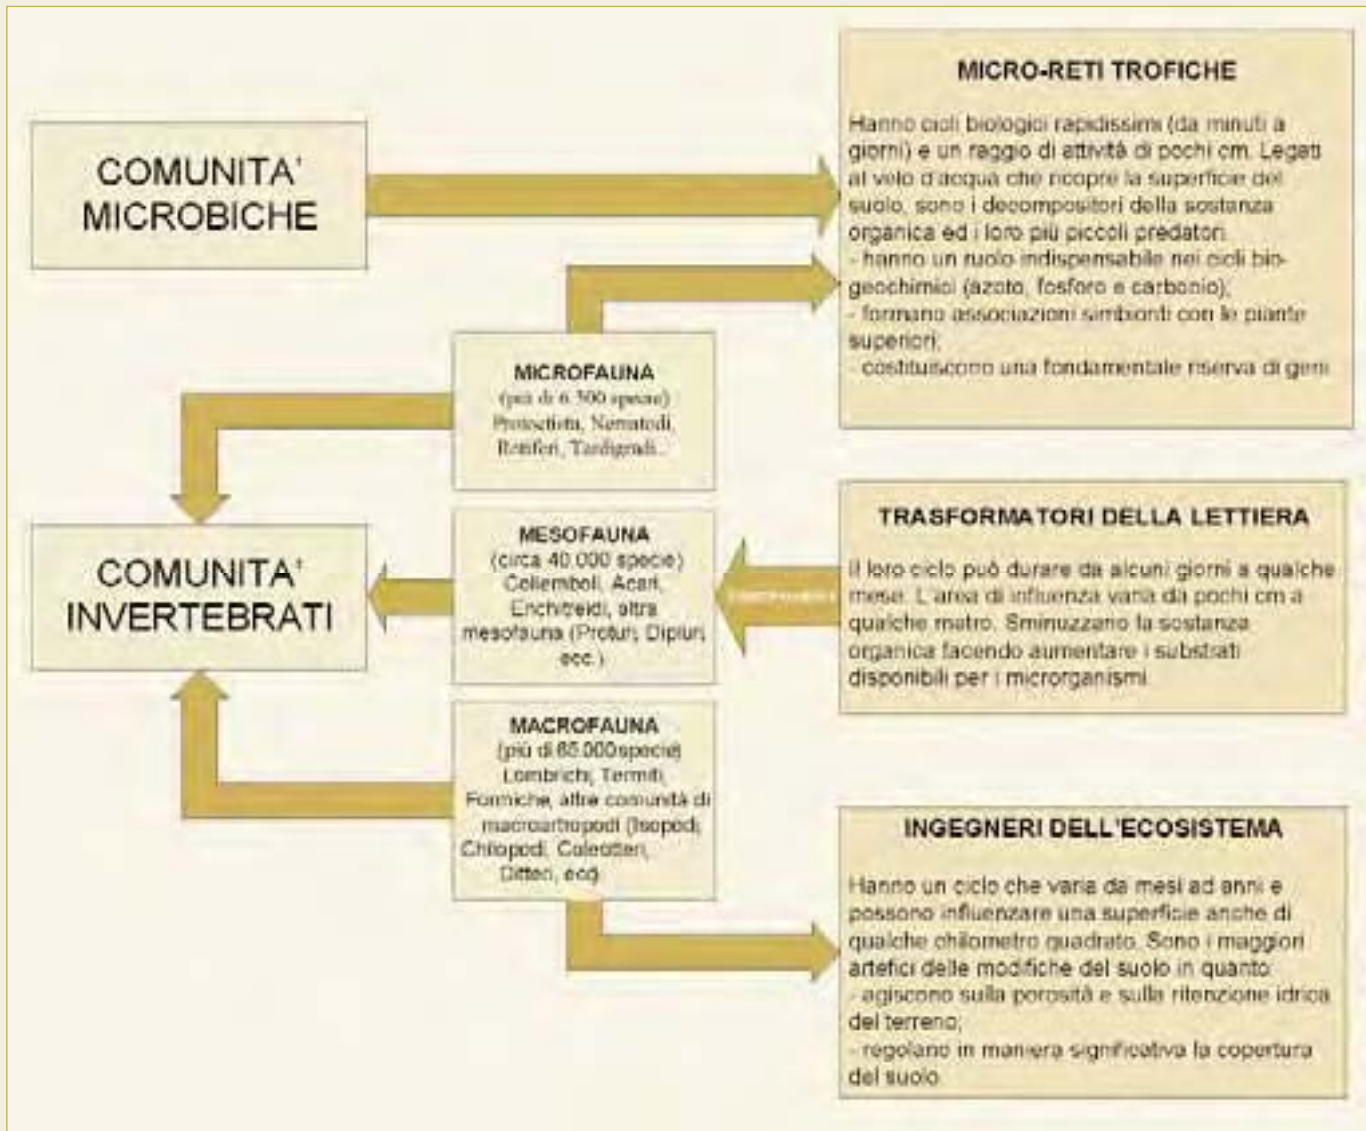 COMUNITA'
MICROBICHE
MICRO-RETI TROFICHE
Hanno cicli biologici rapidissimi (da minuti a
giorni) e un raggio di attività di pochi cm. Legati
al velo d'acqua che ricopre la superficie del
suolo, sono i decompositori della sostanza
organica ed i loro più piccoli predatori.
- hanno un ruolo indispensabile nei cicli bio-
geochimici (azoto, fosforo e carbonio);
- formano associazioni simbionti con le piante
superiori;
- costituiscono una fondamentale riserva di geni.
MICROFAUNA
(più di 6.300 specie)
Nematodi,
Rotiferi, Tardigradi...
COMUNITA'
INVERTEBRATI
MESOFAUNA
(circa 40.000 specie)
Collemboli, Acari,
Enchitreidi, altra
mesofauna (Proturi, Dipluri,
ecc.)
TRASFORMATORI DELLA LETTIERA
Il loro ciclo può durare da alcuni giorni a qualche
mese. L'area di influenza varia da pochi cm a
qualche metro. Sminuzzano la sostanza
organica facendo aumentare i substrati
disponibili per i microrganismi.
MACROFAUNA
(più di 65.000 specie)
Lombrichi, Termiti,
Formiche, altre comunità di
macroartropodi (Isopodi,
Chilopodi, Coleotteri,
Ditteri, ecc)
INGEGNERI DELL'ECOSISTEMA
Hanno un ciclo che varia da mesi ad anni e
possono influenzare una superficie anche di
qualche chilometro quadrato. Sono i maggiori
artefici delle modifiche del suolo in quanto:
- agiscono sulla porosità e sulla ritenzione idrica
del terreno;
- regolano in maniera significativa la copertura
del suolo.